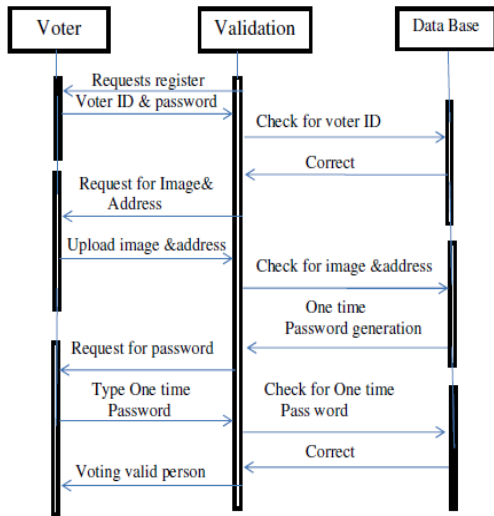 Voter
Validation
Data Base
Requests register
Voter ID & password
Check for voter ID
Correct
Request for Image&
Address
Upload image &address
Check for image &address
One time
Password generation
Request for password
Type One time
Password
Check for One time
Pass word
Correct
Voting valid person